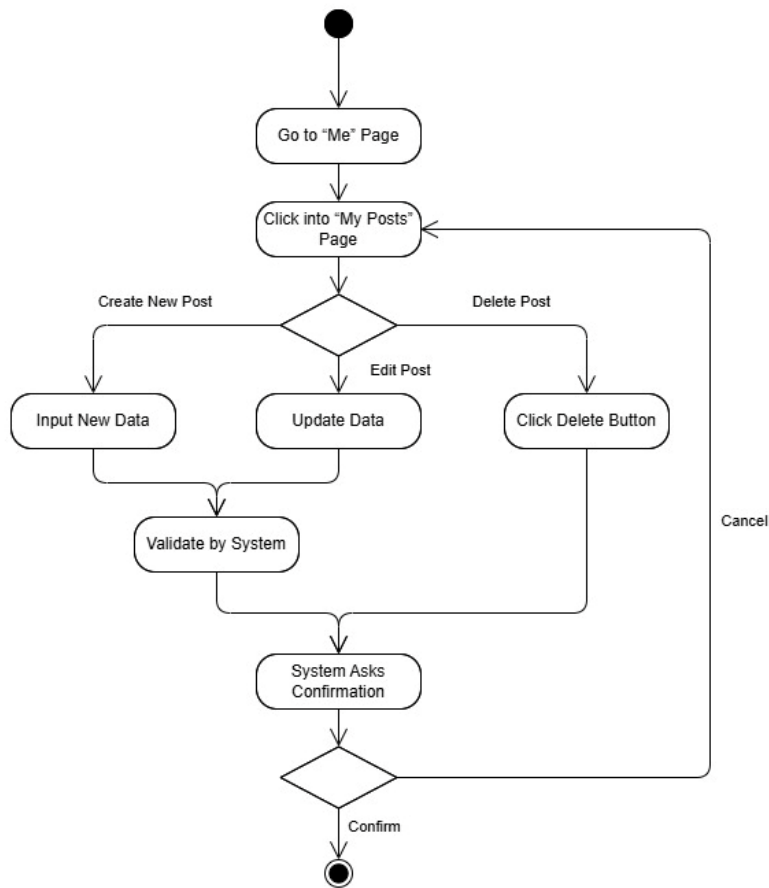 Go to “Me” Page
Click into “My Posts”
Page
Create New Post
Delete Post
Edit Post
Input New Data
Update Data
Click Delete Button
Validate by System
Cancel
System Asks
Confirmation
Confirm